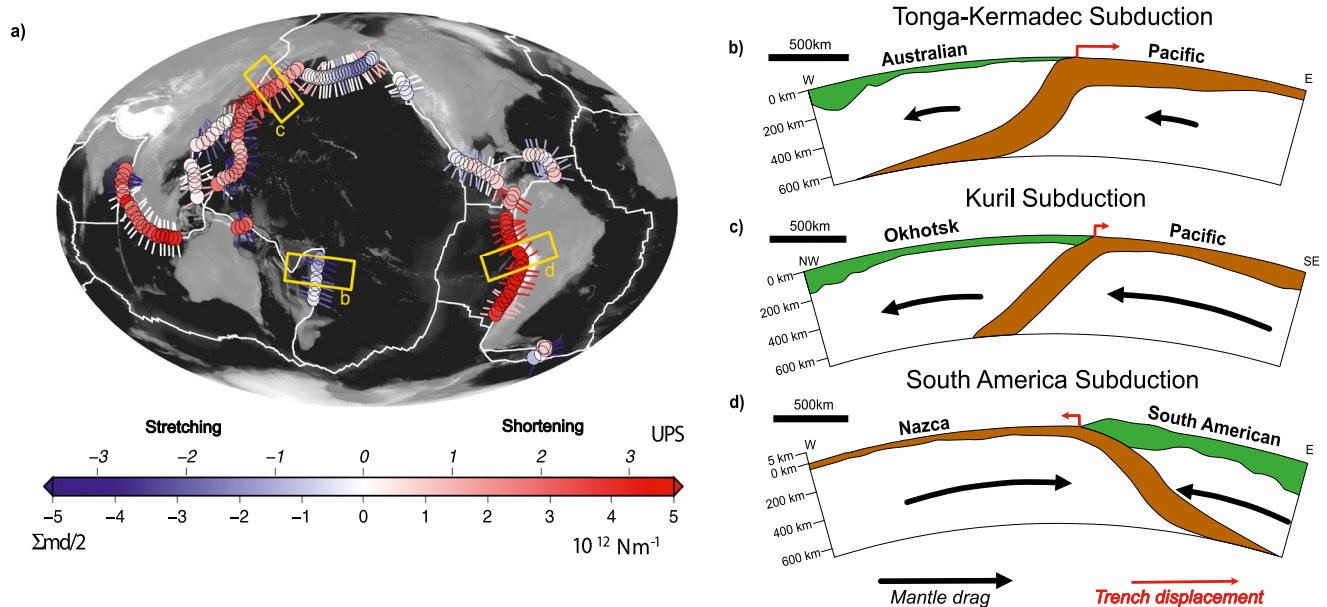 a)
c
b
d
Stretching
Shortening
UPS
−3 −2 −1 0 1 2 3
−5 −4 −3 −2 −1 0 1 2 3 4 5
Σmd/2
10 12 Nm-1
Tonga-Kermadec Subduction
b)
500km
Australian
Pacific
W
E
0 km
200 km
400 km
600 km
Kuril Subduction
c)
500km
Okhotsk
Pacific
NW
SE
0 km
200 km
400 km
600 km
South America Subduction
d)
500km
Nazca
South American
W
E
5 km
0 km
200 km
400 km
600 km
Mantle drag
Trench displacement